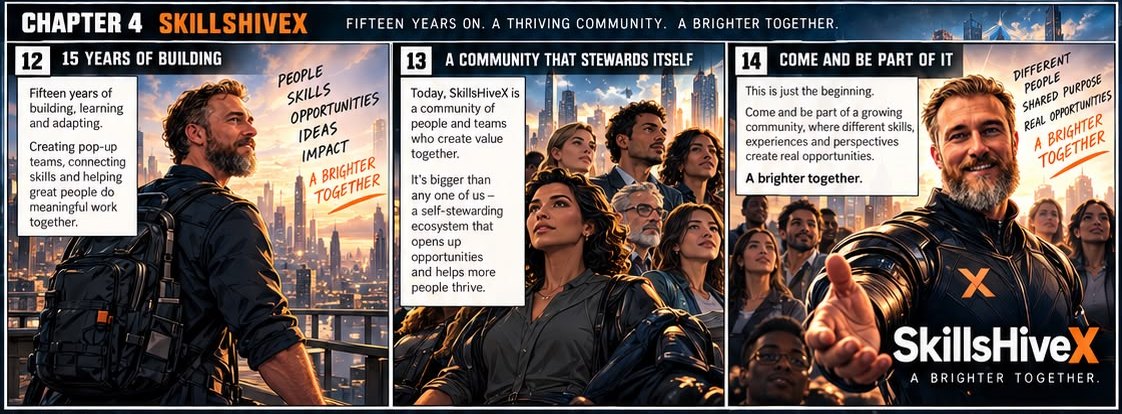 CHAPTER 4 SKILLSHIVEX
FIFTEEN YEARS ON. A THRIVING COMMUNITY. A BRIGHTER TOGETHER.
12 15 YEARS OF BUILDING
Fifteen years of
building, learning
and adapting.
Creating pop-up
teams, connecting
skills and helping
great people do
meaningful work
together.
PEOPLE
SKILLS
OPPORTUNITIES
IDEAS
IMPACT
A BRIGHTER
TOGETHER
13 A COMMUNITY THAT STEWARDS ITSELF
Today, SkillsHiveX is
a community of
people and teams
who create value
together.
It's bigger than
any one of us –
a self-stewarding
ecosystem that
opens up
opportunities
and helps more
people thrive.
14 COME AND BE PART OF IT
This is just the beginning.
Come and be part of a growing
community, where different skills,
experiences and perspectives
create real opportunities.
A brighter together.
DIFFERENT
PEOPLE
SHARED PURPOSE
REAL OPPORTUNITIES
A BRIGHTER
TOGETHER
X
SkillsHiveX
A BRIGHTER TOGETHER.